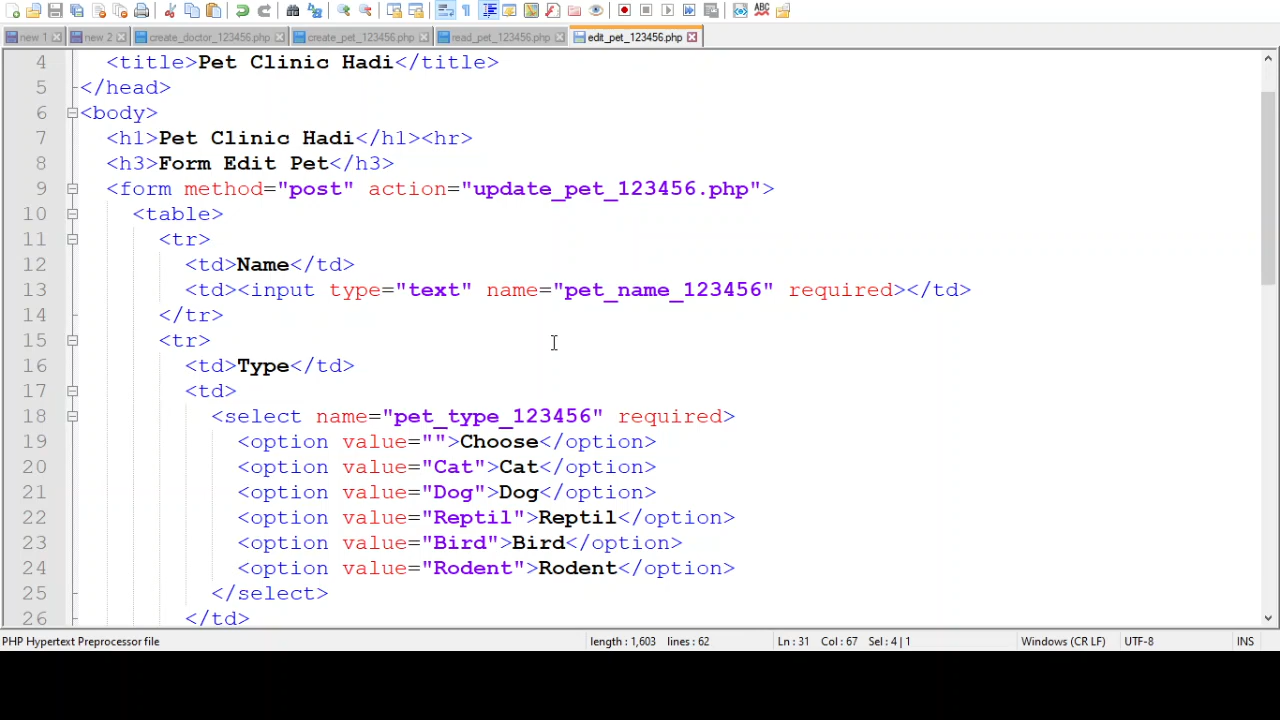 new 1 new 2 create_doctor_123456.php create_pet_123456.php read_pet_123456.php edit_pet_123456.php
4 <title>Pet Clinic Hadi</title>
5 </head>
6 <body>
7 <h1>Pet Clinic Hadi</h1><hr>
8 <h3>Form Edit Pet</h3>
9 <form method="post" action="update_pet_123456.php">
10 <table>
11 <tr>
12 <td>Name</td>
13 <td><input type="text" name="pet_name_123456" required></td>
14 </tr>
15 <tr>
16 <td>Type</td>
17 <td>
18 <select name="pet_type_123456" required>
19 <option value="">Choose</option>
20 <option value="Cat">Cat</option>
21 <option value="Dog">Dog</option>
22 <option value="Reptil">Reptil</option>
23 <option value="Bird">Bird</option>
24 <option value="Rodent">Rodent</option>
25 </select>
26 </td>
PHP Hypertext Preprocessor file length : 1,603 lines : 62 Ln : 31 Col : 67 Sel : 4 | 1 Windows (CR LF) UTF-8 INS